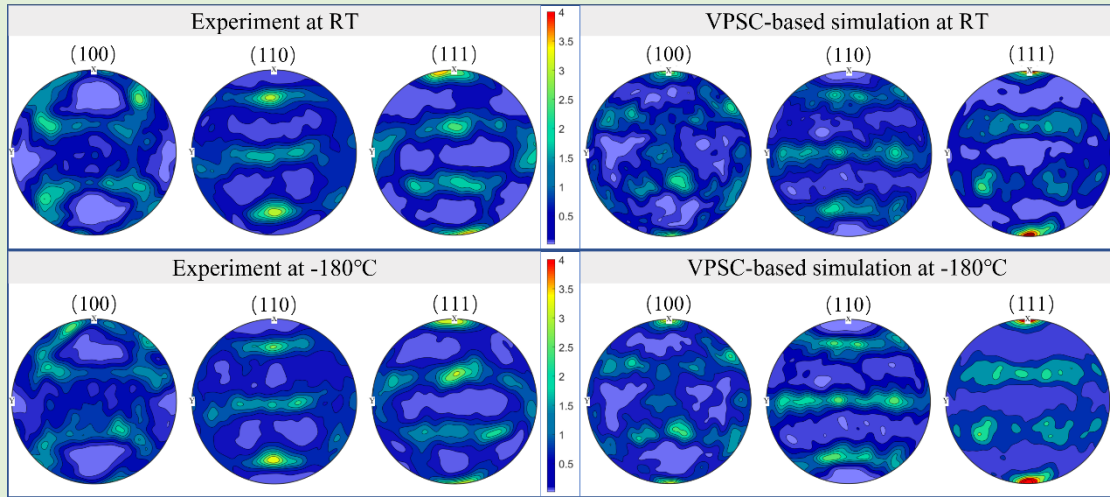 Experiment at RT
VPSC-based simulation at RT
(100) (110) (111)
4
3.5
3
2.5
2
1.5
1
0.5
(100) (110) (111)
X X X
X X X
Y Y Y
Y Y Y
Experiment at -180°C
VPSC-based simulation at -180°C
(100) (110) (111)
4
3.5
3
2.5
2
1.5
1
0.5
(100) (110) (111)
X X X
X X X
Y Y Y
Y Y Y